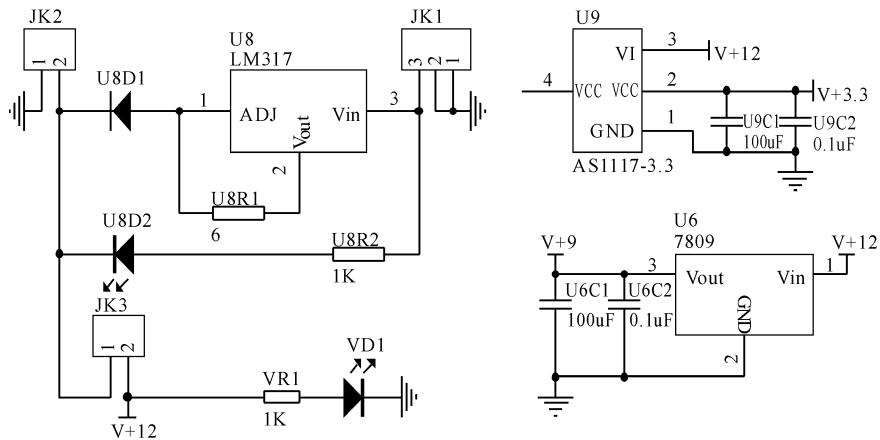 JK2
1
2
U8D1
U8
LM317
1
ADJ
Vin
3
Vout
2
JK1
3
2
1
U8R1
6
U8D2
U8R2
1K
JK3
1
2
V+12
VR1
1K
VD1
U9
VI
3
V+12
4
VCC
VCC
2
V+3.3
GND
1
U9C1
100uF
U9C2
0.1uF
AS1117-3.3
U6
7809
V+9
3
Vout
Vin
1
V+12
GND
2
U6C1
100uF
U6C2
0.1uF